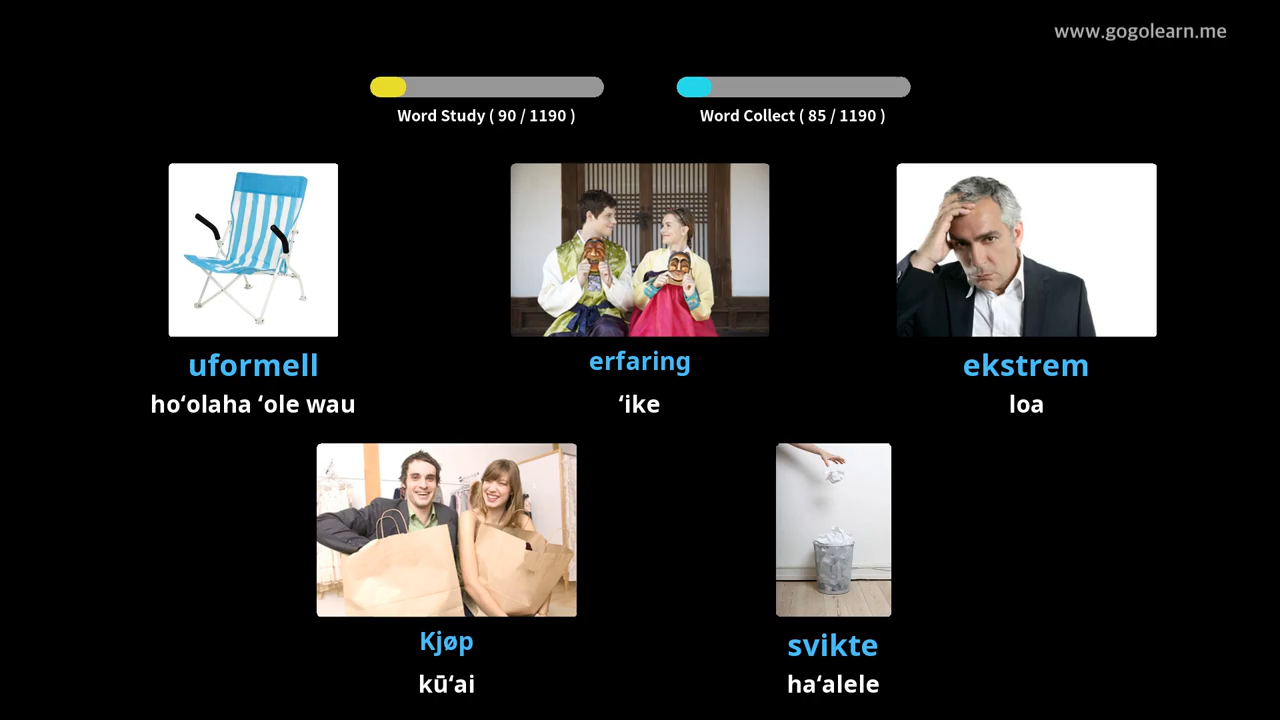 www.gogolearn.me
Word Study ( 90 / 1190 )
Word Collect ( 85 / 1190 )
uformell
hoʻolaha ʻole wau
erfaring
ʻike
ekstrem
loa
Kjøp
kūʻai
svikte
haʻalele